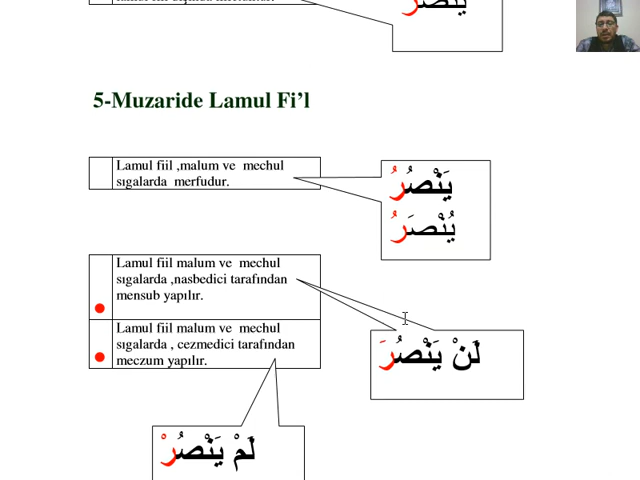 يَنْصُرُ
5-Muzaride Lamul Fi’l
Lamul fiil ,malum ve mechul
sıgalarda merfudur.
يَنْصُرُ
يُنْصَرُ
Lamul fiil malum ve mechul
sıgalarda ,nasbedici tarafından
mensub yapılır.
لَنْ يَنْصُرَ
Lamul fiil malum ve mechul
sıgalarda , cezmedici tarafından
meczum yapılır.
لَمْ يَنْصُرْ